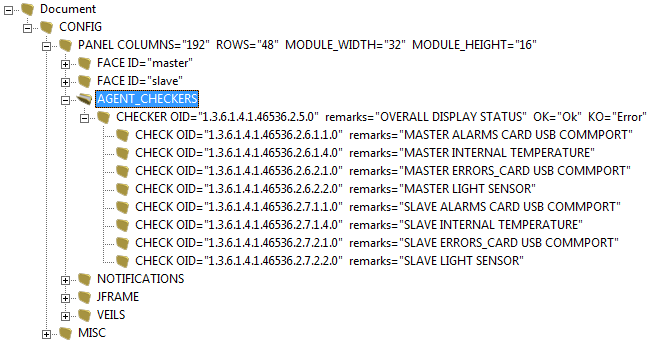 Document
CONFIG
PANEL COLUMNS="192" ROWS="48" MODULE_WIDTH="32" MODULE_HEIGHT="16"
FACE ID="master"
FACE ID="slave"
AGENT_CHECKERS
CHECKER OID="1.3.6.1.4.1.46536.2.5.0" remarks="OVERALL DISPLAY STATUS" OK="Ok" KO="Error"
CHECK OID="1.3.6.1.4.1.46536.2.6.1.1.0" remarks="MASTER ALARMS CARD USB COMMPORT"
CHECK OID="1.3.6.1.4.1.46536.2.6.1.4.0" remarks="MASTER INTERNAL TEMPERATURE"
CHECK OID="1.3.6.1.4.1.46536.2.6.2.1.0" remarks="MASTER ERRORS_CARD USB COMMPORT"
CHECK OID="1.3.6.1.4.1.46536.2.6.2.2.0" remarks="MASTER LIGHT SENSOR"
CHECK OID="1.3.6.1.4.1.46536.2.7.1.1.0" remarks="SLAVE ALARMS CARD USB COMMPORT"
CHECK OID="1.3.6.1.4.1.46536.2.7.1.4.0" remarks="SLAVE INTERNAL TEMPERATURE"
CHECK OID="1.3.6.1.4.1.46536.2.7.2.1.0" remarks="SLAVE ERRORS_CARD USB COMMPORT"
CHECK OID="1.3.6.1.4.1.46536.2.7.2.2.0" remarks="SLAVE LIGHT SENSOR"
NOTIFICATIONS
JFRAME
VEILS
MISC